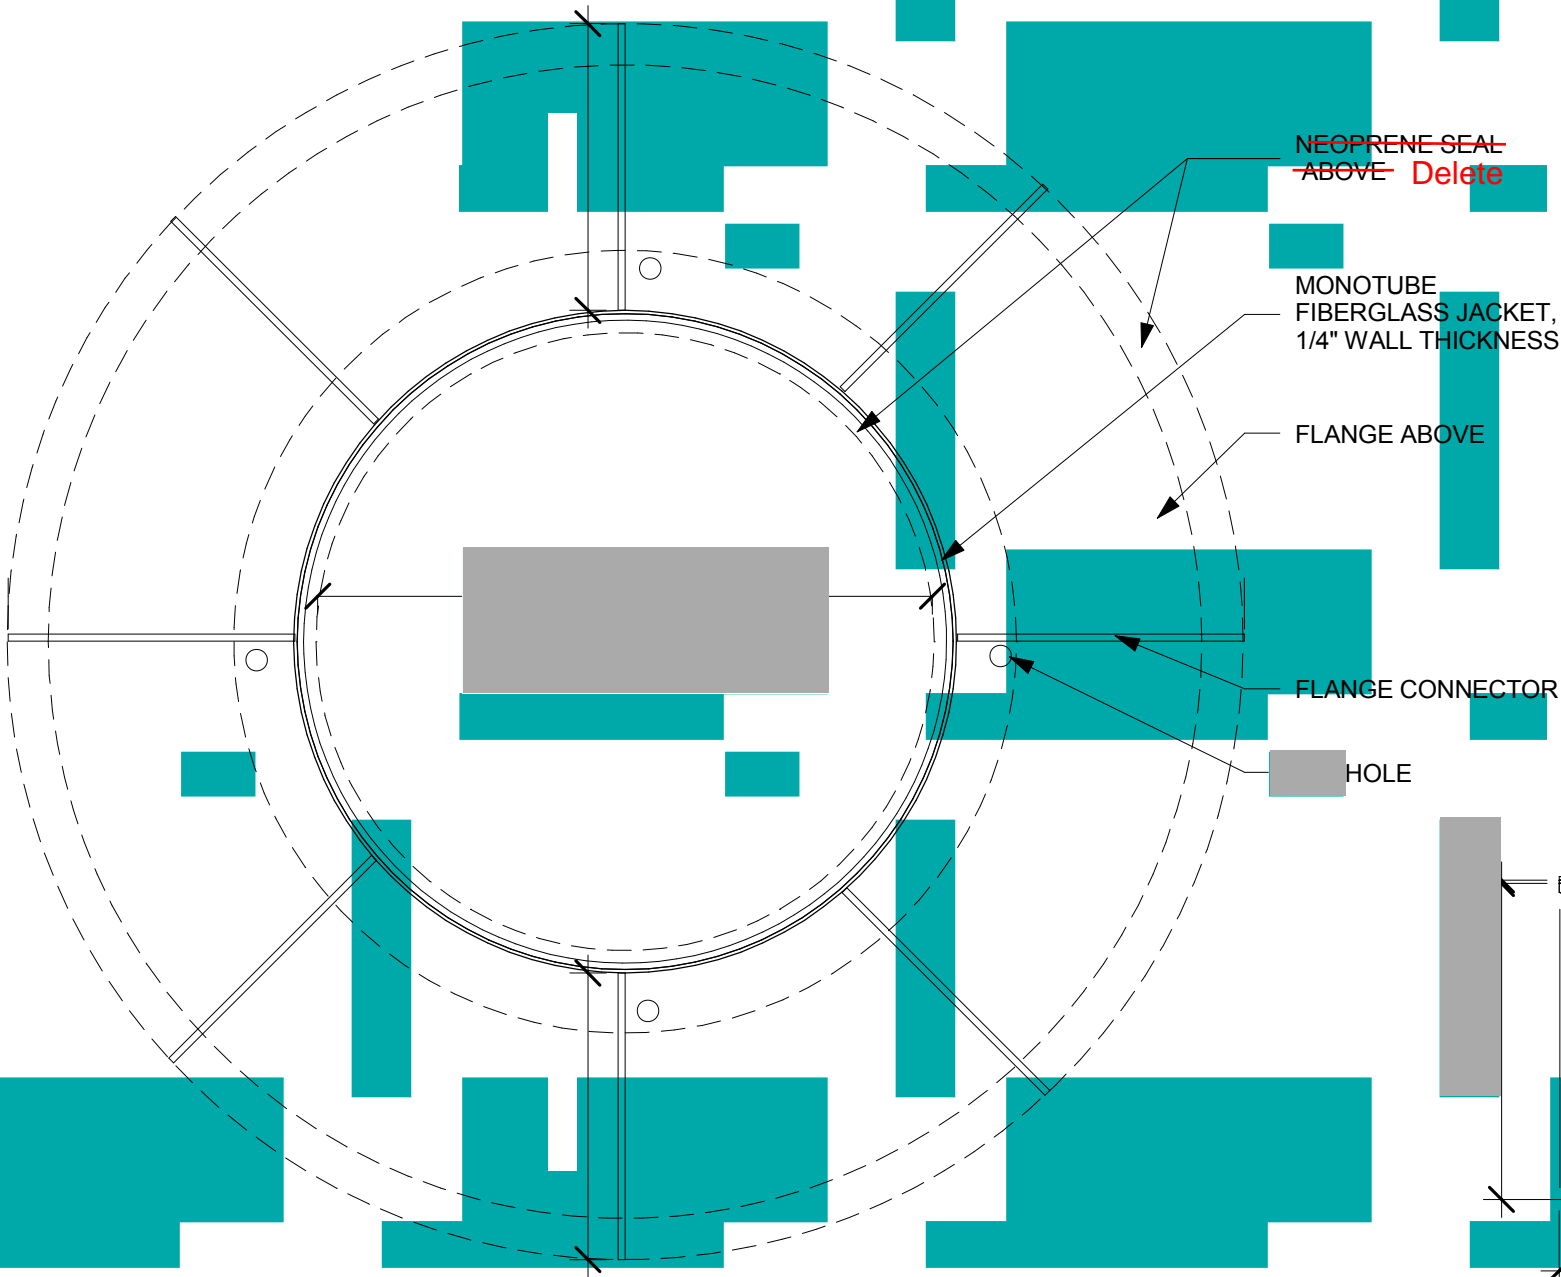 NEOPRENE SEAL
ABOVE Delete
MONOTUBE
FIBERGLASS JACKET,
1/4" WALL THICKNESS
FLANGE ABOVE
FLANGE CONNECTOR
HOLE